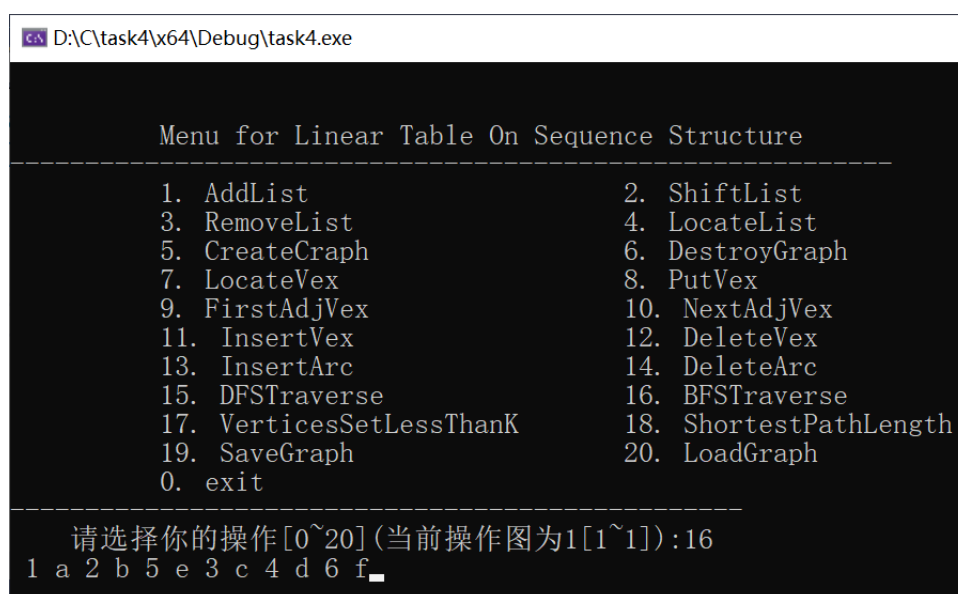 D:\C\task4\x64\Debug\task4.exe
Menu for Linear Table On Sequence Structure
-----------------------------------------------------------
1. AddList 2. ShiftList
3. RemoveList 4. LocateList
5. CreateCraph 6. DestroyGraph
7. LocateVex 8. PutVex
9. FirstAdjVex 10. NextAdjVex
11. InsertVex 12. DeleteVex
13. InsertArc 14. DeleteArc
15. DFSTraverse 16. BFSTraverse
17. VerticesSetLessThanK 18. ShortestPathLength
19. SaveGraph 20. LoadGraph
0. exit
-------------------------------------------------
请选择你的操作[0~20](当前操作图为1[1~1]):16
1 a 2 b 5 e 3 c 4 d 6 f